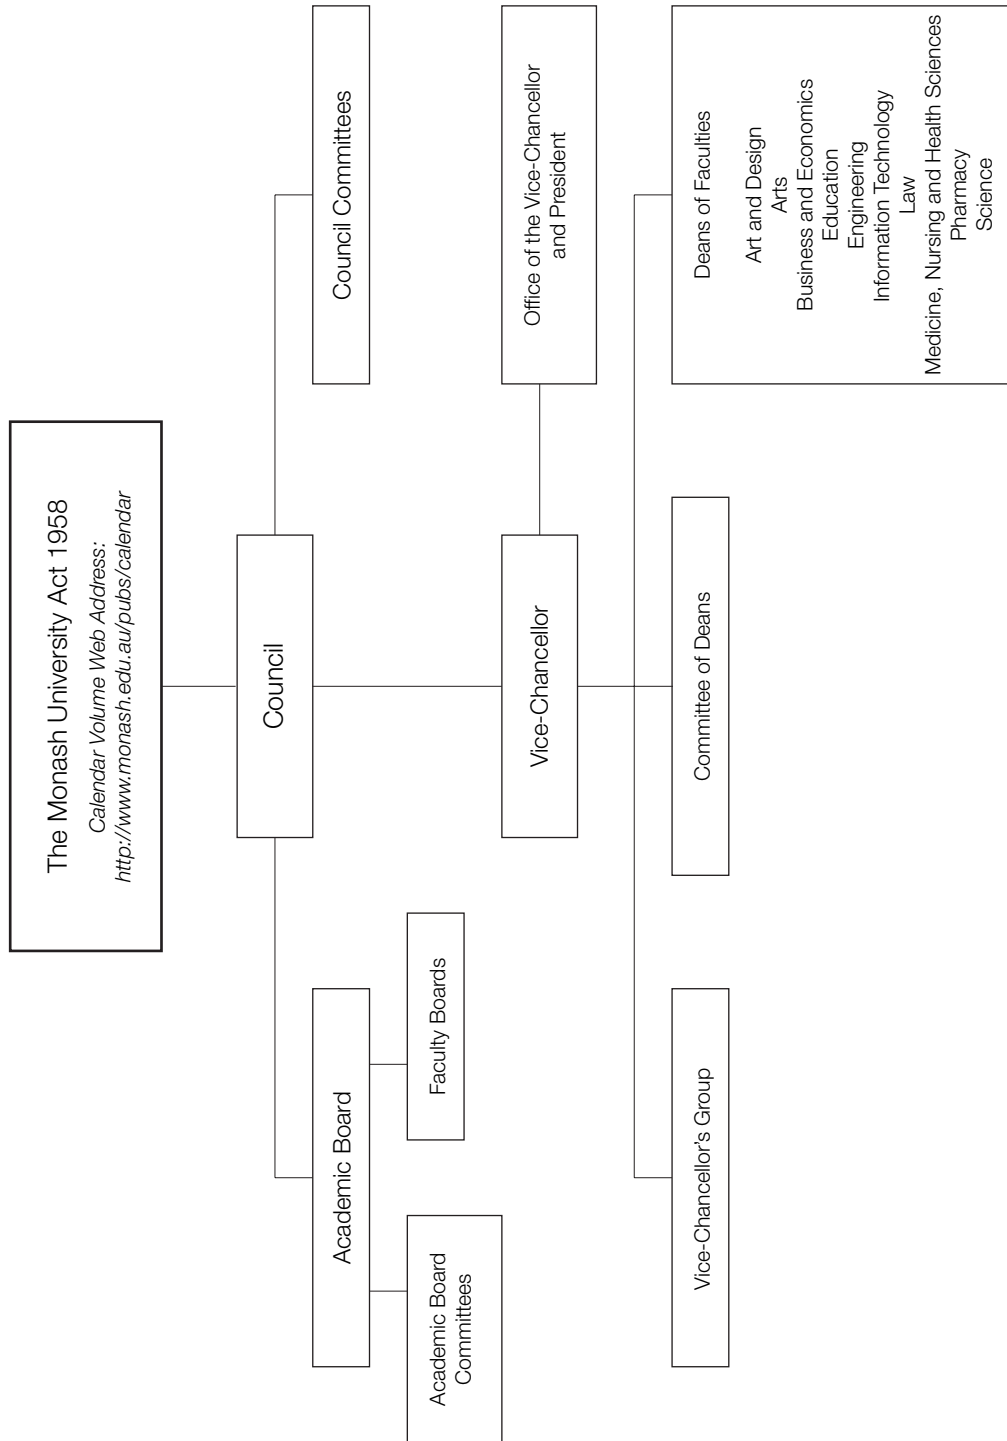 The Monash University Act 1958
Calendar Volume Web Address:
http://www.monash.edu.au/pubs/calendar
Council
Academic Board
Council Committees
Academic Board
Committees
Faculty Boards
Vice-Chancellor
Office of the Vice-Chancellor
and President
Vice-Chancellor's Group
Committee of Deans
Deans of Faculties
Art and Design
Arts
Business and Economics
Education
Engineering
Information Technology
Law
Medicine, Nursing and Health Sciences
Pharmacy
Science